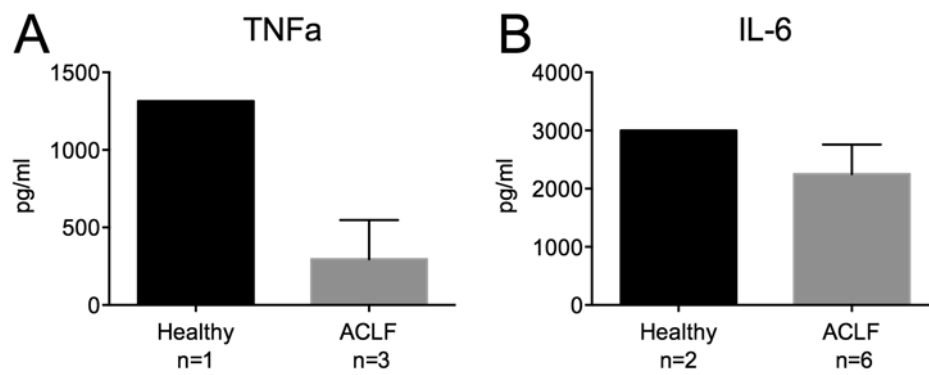 A
TNFa
1500
1000
500
0
pg/ml
Healthy
n=1
ACLF
n=3
B
IL-6
4000
3000
2000
1000
0
pg/ml
Healthy
n=2
ACLF
n=6